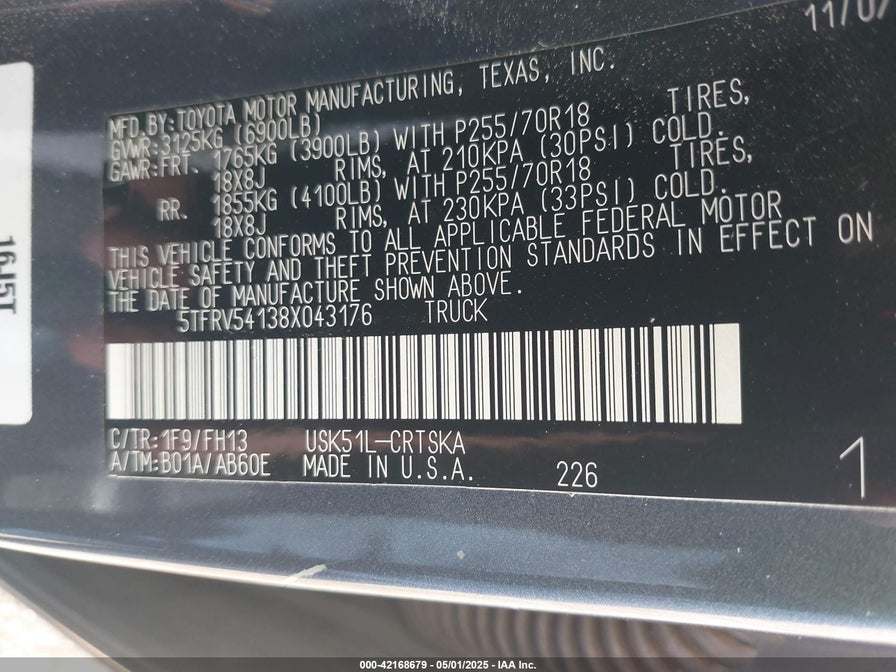 11/07
MFD.BY:TOYOTA MOTOR MANUFACTURING, TEXAS, INC.
GVWR:3125KG (6900LB)
GAWR:FRT. 1765KG (3900LB) WITH P255/70R18 TIRES,
18X8J RIMS, AT 210KPA (30PSI) COLD.
RR. 1855KG (4100LB) WITH P255/70R18 TIRES,
18X8J RIMS, AT 230KPA (33PSI) COLD.
THIS VEHICLE CONFORMS TO ALL APPLICABLE FEDERAL MOTOR
VEHICLE SAFETY AND THEFT PREVENTION STANDARDS IN EFFECT ON
THE DATE OF MANUFACTURE SHOWN ABOVE.
5TFRV54138X043176 TRUCK
C/TR:1F9/FH13 USK51L-CRTSKA
A/TM:B01A/AB60E MADE IN U.S.A. 226
1
16J5T
000-42168679 - 05/01/2025 - IAA Inc.